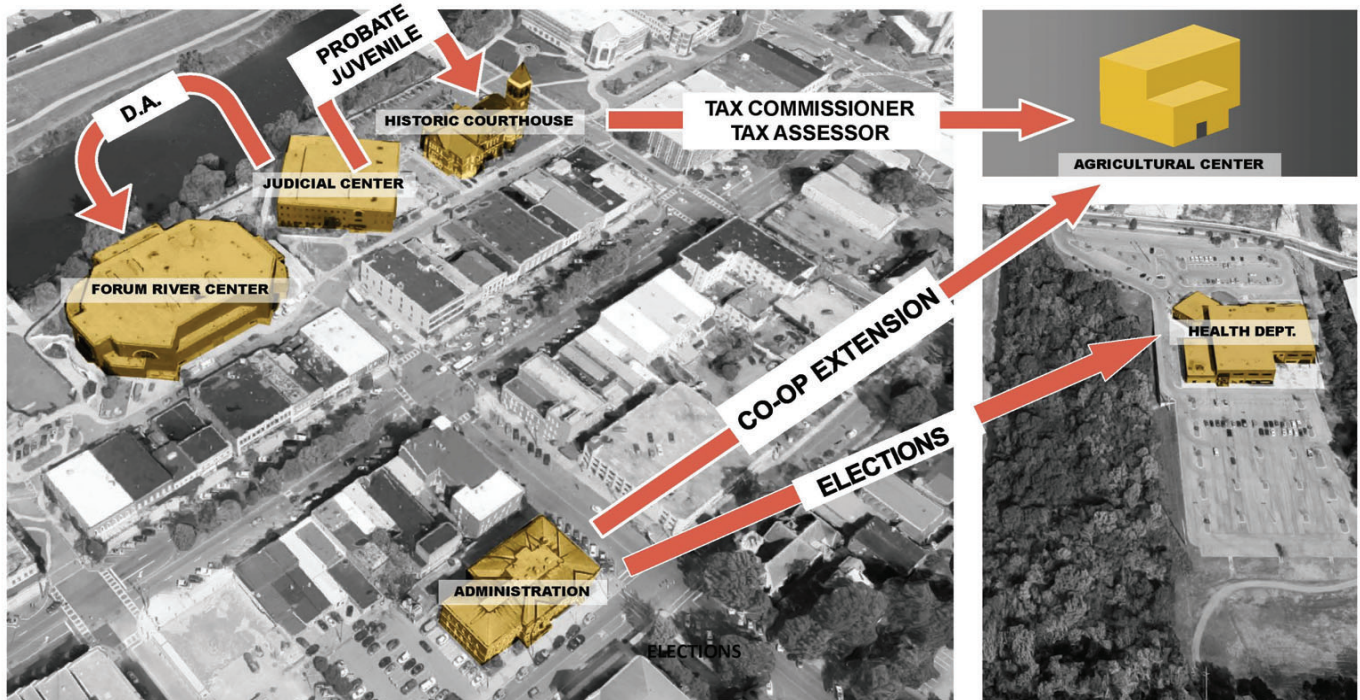 PROBATE
JUVENILE
D.A.
HISTORIC COURTHOUSE
TAX COMMISSIONER
TAX ASSESSOR
AGRICULTURAL CENTER
JUDICIAL CENTER
FORUM RIVER CENTER
CO-OP EXTENSION
HEALTH DEPT.
ELECTIONS
ADMINISTRATION
ELECTIONS